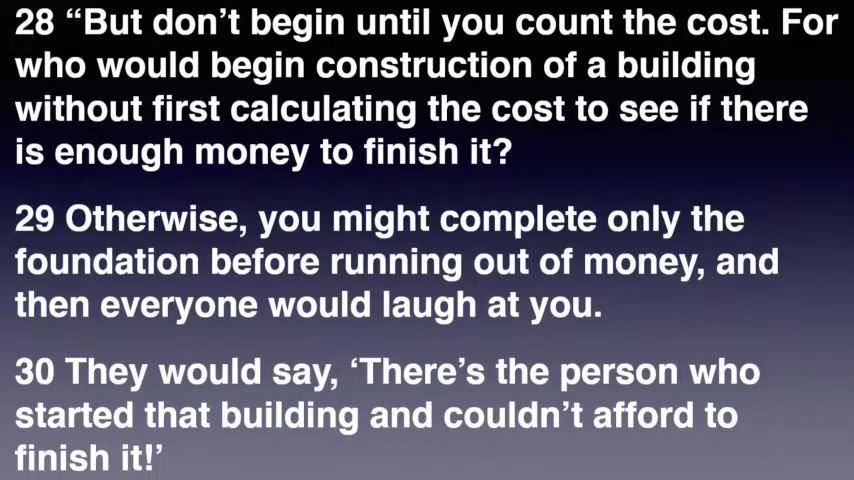 28 “But don’t begin until you count the cost. For
who would begin construction of a building
without first calculating the cost to see if there
is enough money to finish it?
29 Otherwise, you might complete only the
foundation before running out of money, and
then everyone would laugh at you.
30 They would say, ‘There’s the person who
started that building and couldn’t afford to
finish it!’